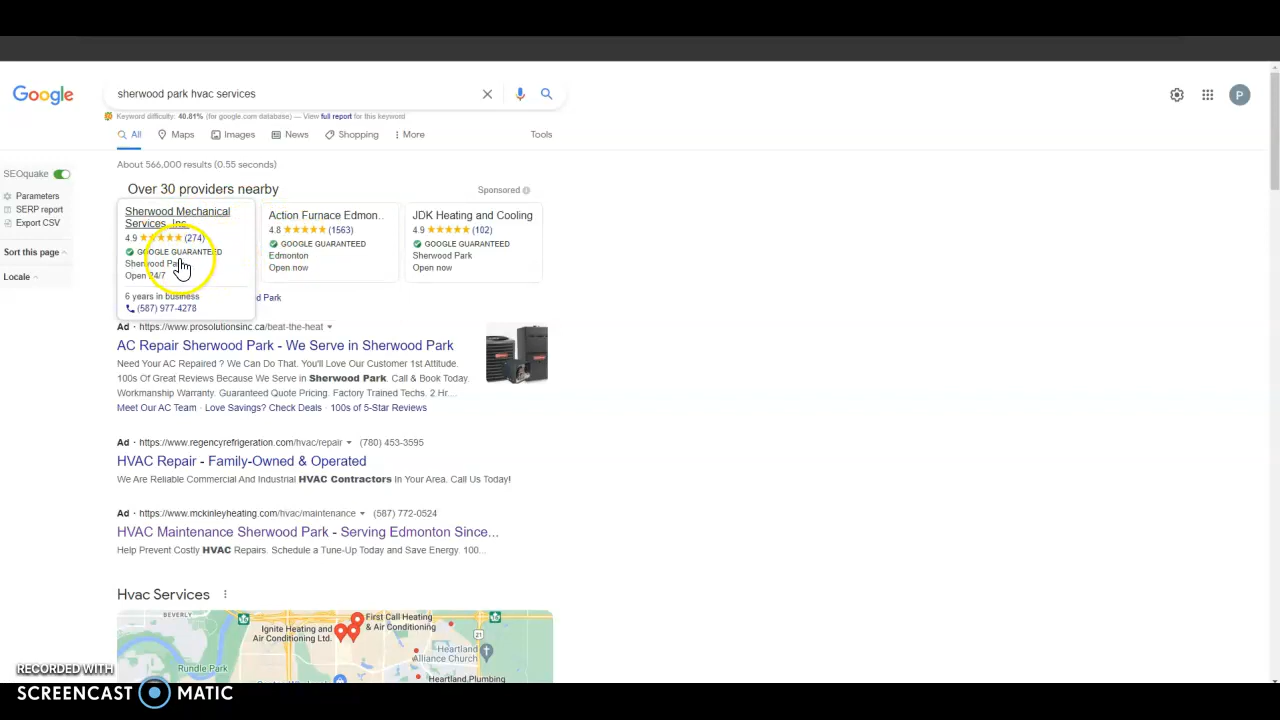 Google
sherwood park hvac services
P
Keyword difficulty: 40.81% (for google.com database) — View full report for this keyword
All
Maps
Images
News
Shopping
More
Tools
About 566,000 results (0.55 seconds)
SEOquake
Parameters
SERP report
Export CSV
Sort this page
Locale
Over 30 providers nearby
Sponsored
Sherwood Mechanical
Services, Inc.
4.9 (274)
GOOGLE GUARANTEED
Sherwood Park
Open 24/7
6 years in business
(587) 977-4278
Action Furnace Edmon..
4.8 (1563)
GOOGLE GUARANTEED
Edmonton
Open now
JDK Heating and Cooling
4.9 (102)
GOOGLE GUARANTEED
Sherwood Park
Open now
d Park
Ad · https://www.prosolutionsinc.ca/beat-the-heat
AC Repair Sherwood Park - We Serve in Sherwood Park
Need Your AC Repaired ? We Can Do That. You'll Love Our Customer 1st Attitude.
100s Of Great Reviews Because We Serve in Sherwood Park. Call & Book Today.
Workmanship Warranty. Guaranteed Quote Pricing. Factory Trained Techs. 2 Hr…
Meet Our AC Team · Love Savings? Check Deals · 100s of 5-Star Reviews
Ad · https://www.regencyrefrigeration.com/hvac/repair (780) 453-3595
HVAC Repair - Family-Owned & Operated
We Are Reliable Commercial And Industrial HVAC Contractors In Your Area. Call Us Today!
Ad · https://www.mckinleyheating.com/hvac/maintenance (587) 772-0524
HVAC Maintenance Sherwood Park - Serving Edmonton Since...
Help Prevent Costly HVAC Repairs. Schedule a Tune-Up Today and Save Energy. 100...
Hvac Services
BEVERLY
First Call Heating
& Air Conditioning
Ignite Heating and
Air Conditioning Ltd.
21
Heartland
Alliance Church
Rundle Park
Heartland Plumbing
RECORDED WITH
SCREENCAST MATIC